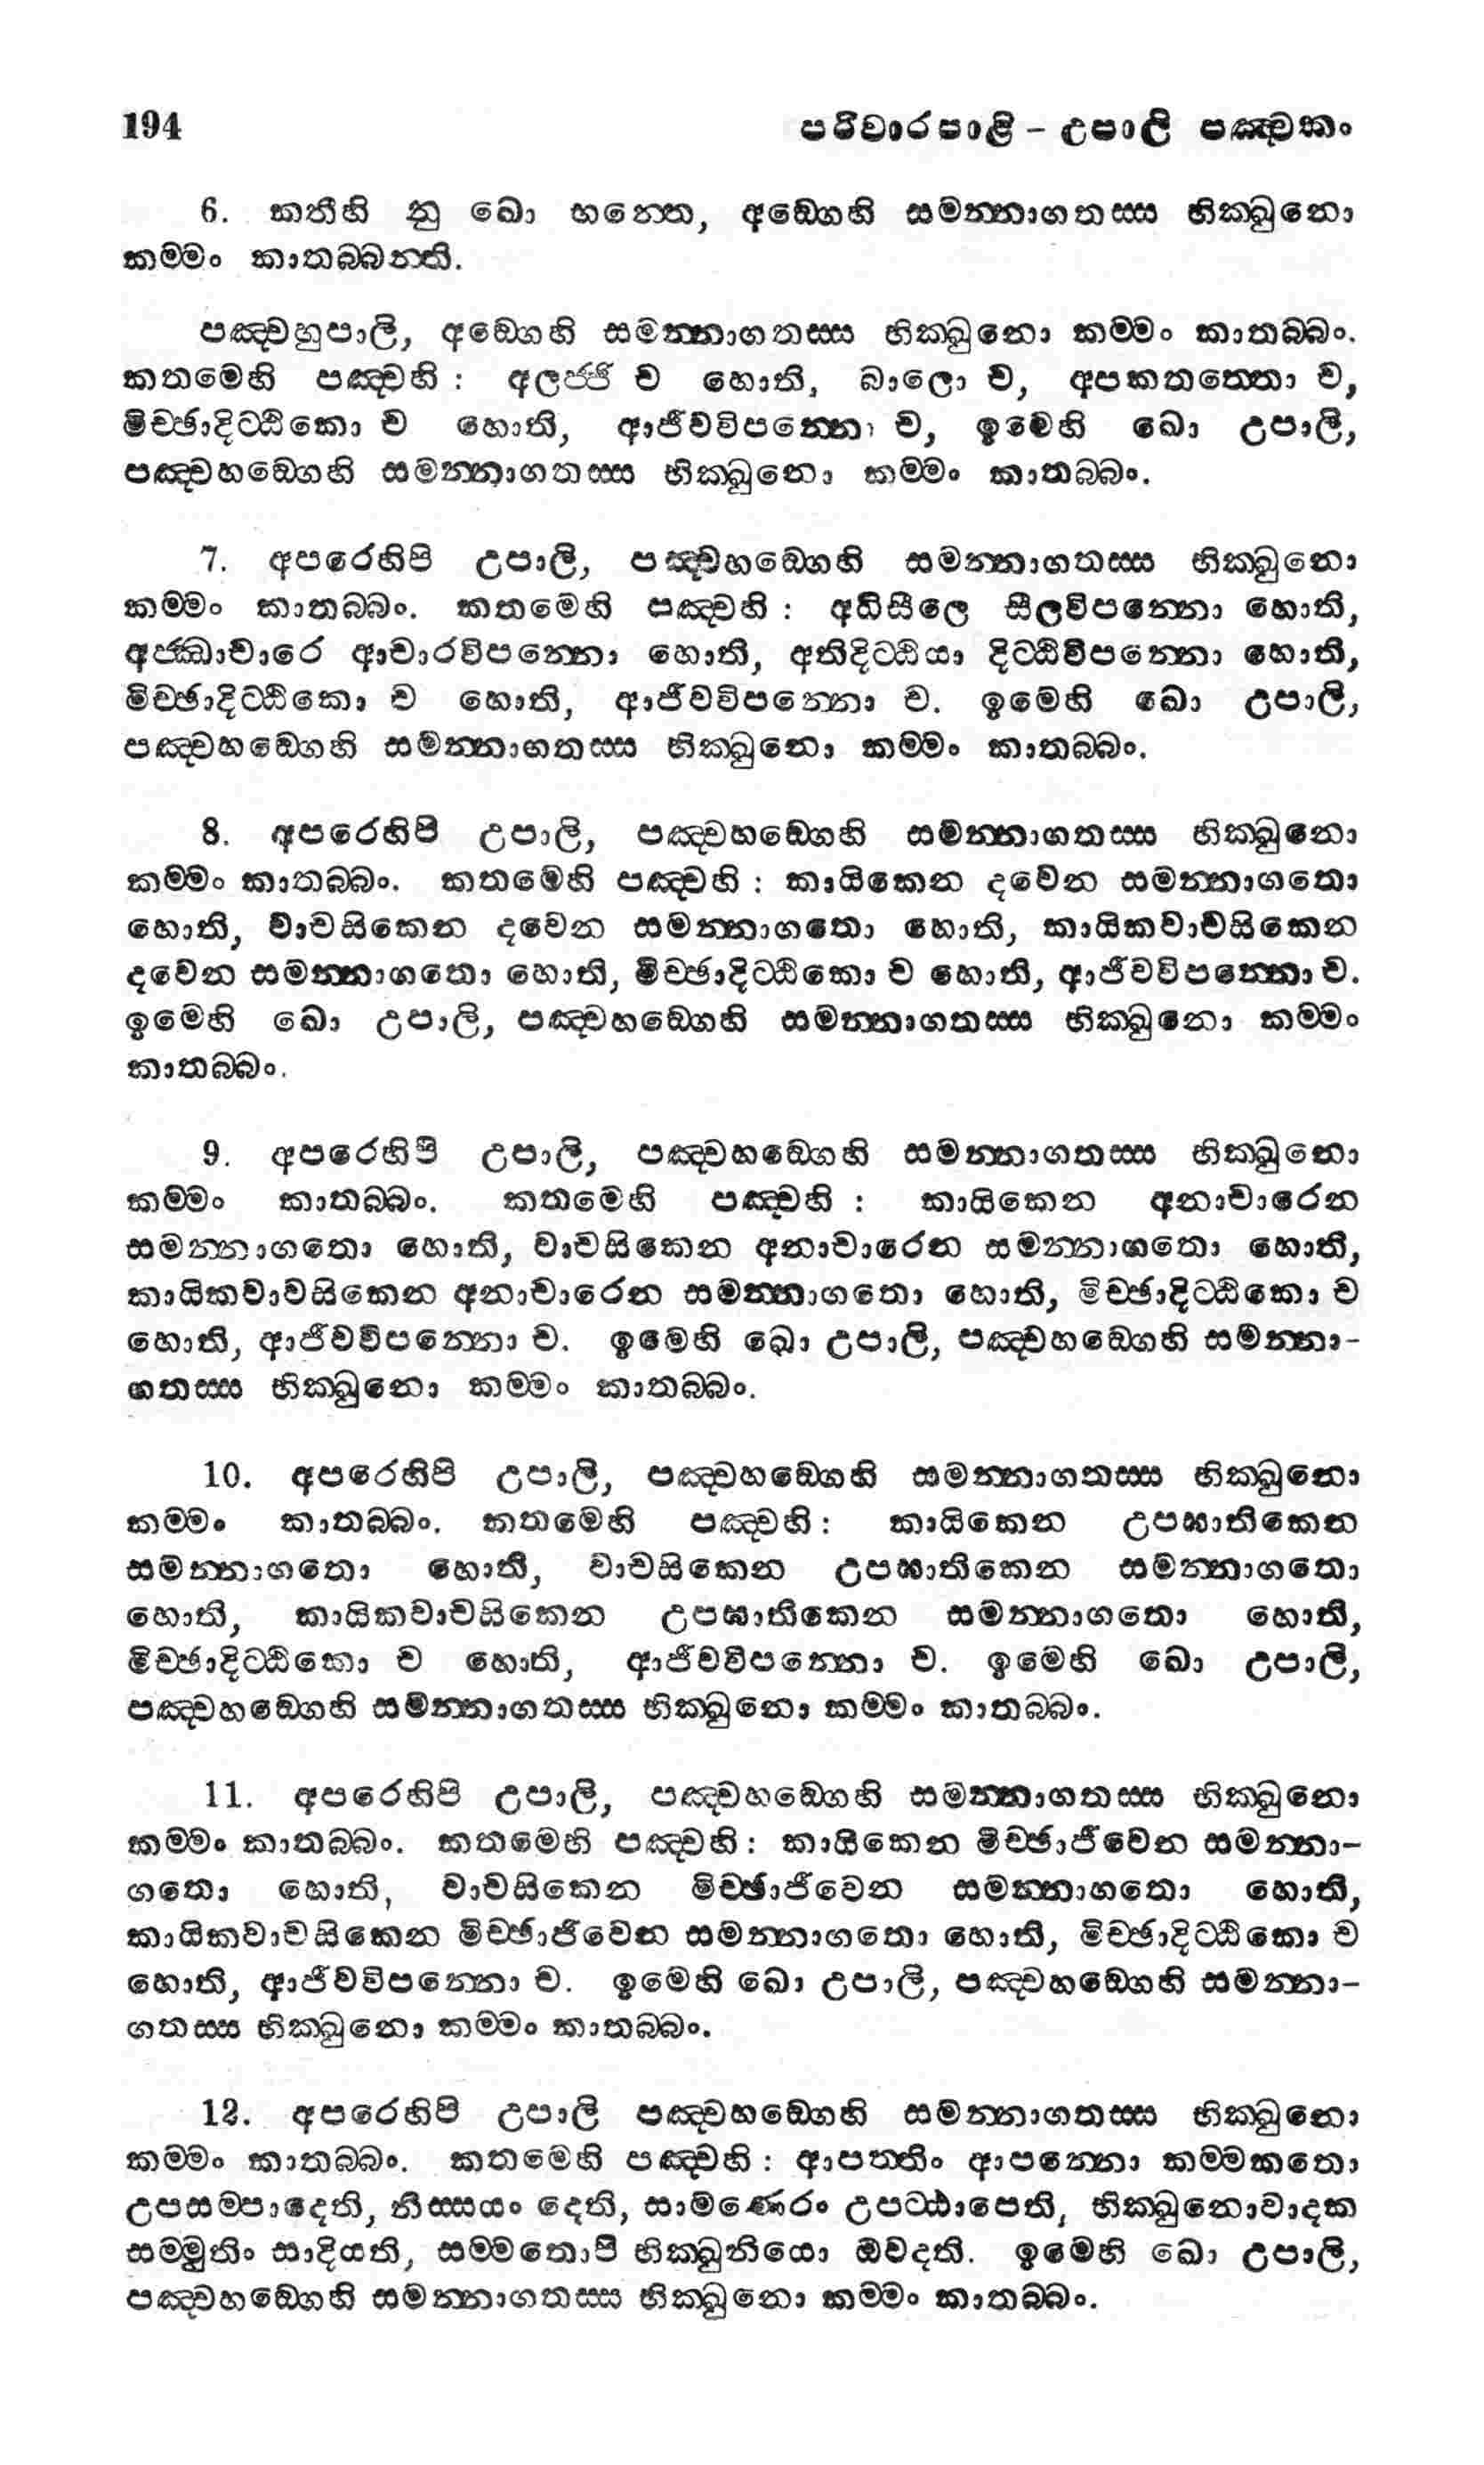 194 පරිවාරපාළි - උපාලි පඤ්චකං
6. කතීහි නු ඛො භන්තෙ, අඞ්ගෙහි සමන්නාගතස්ස භික්ඛුනො
කම්මං කාතබ්බන්ති.
පඤ්චහුපාලි, අඞ්ගෙහි සමන්නාගතස්ස භික්ඛුනො කම්මං කාතබ්බං.
කතමෙහි පඤ්චහි : අලජ්ජී ච හොති, බාලො ච, අපකතත්තො ච,
මිච්ඡාදිට්ඨිකො ච හොති, ආජීවවිපන්නො ච, ඉමෙහි ඛො උපාලි,
පඤ්චහඞ්ගෙහි සමන්නාගතස්ස භික්ඛුනො කම්මං කාතබ්බං.
7. අපරෙහිපි උපාලි, පඤ්චහඞ්ගෙහි සමන්නාගතස්ස භික්ඛුනො
කම්මං කාතබ්බං. කතමෙහි පඤ්චහි : අධිසීලෙ සීලවිපන්නො හොති,
අජ්ඣාචාරෙ ආචාරවිපන්නො හොති, අතිදිට්ඨියා දිට්ඨිවිපන්නො හොති,
මිච්ඡාදිට්ඨිකො ච හොති, ආජීවවිපන්නො ච. ඉමෙහි ඛො උපාලි,
පඤ්චහඞ්ගෙහි සමන්නාගතස්ස භික්ඛුනො කම්මං කාතබ්බං.
8. අපරෙහිපි උපාලි, පඤ්චහඞ්ගෙහි සමන්නාගතස්ස භික්ඛුනො
කම්මං කාතබ්බං. කතමෙහි පඤ්චහි : කායිකෙන දවෙන සමන්නාගතො
හොති, වාචසිකෙන දවෙන සමන්නාගතො හොති, කායිකවාචසිකෙන
දවෙන සමන්නාගතො හොති, මිච්ඡාදිට්ඨිකො ච හොති, ආජීවවිපන්නො ච.
ඉමෙහි ඛො උපාලි, පඤ්චහඞ්ගෙහි සමන්නාගතස්ස භික්ඛුනො කම්මං
කාතබ්බං.
9. අපරෙහිපි උපාලි, පඤ්චහඞ්ගෙහි සමන්නාගතස්ස භික්ඛුනො
කම්මං කාතබ්බං. කතමෙහි පඤ්චහි : කායිකෙන අනාචාරෙන
සමන්නාගතො හොති, වාචසිකෙන අනාචාරෙන සමන්නාගතො හොති,
කායිකවාචසිකෙන අනාචාරෙන සමන්නාගතො හොති, මිච්ඡාදිට්ඨිකො ච
හොති, ආජීවවිපන්නො ච. ඉමෙහි ඛො උපාලි, පඤ්චහඞ්ගෙහි සමන්නා-
ගතස්ස භික්ඛුනො කම්මං කාතබ්බං.
10. අපරෙහිපි උපාලි, පඤ්චහඞ්ගෙහි සමන්නාගතස්ස භික්ඛුනො
කම්මං කාතබ්බං. කතමෙහි පඤ්චහි : කායිකෙන උපඝාතිකෙන
සමන්නාගතො හොති, වාචසිකෙන උපඝාතිකෙන සමන්නාගතො
හොති, කායිකවාචසිකෙන උපඝාතිකෙන සමන්නාගතො හොති,
මිච්ඡාදිට්ඨිකො ච හොති, ආජීවවිපන්නො ච. ඉමෙහි ඛො උපාලි,
පඤ්චහඞ්ගෙහි සමන්නාගතස්ස භික්ඛුනො කම්මං කාතබ්බං.
11. අපරෙහිපි උපාලි, පඤ්චහඞ්ගෙහි සමන්නාගතස්ස භික්ඛුනො
කම්මං කාතබ්බං. කතමෙහි පඤ්චහි : කායිකෙන මිච්ඡාජීවෙන සමන්නා-
ගතො හොති, වාචසිකෙන මිච්ඡාජීවෙන සමන්නාගතො හොති,
කායිකවාචසිකෙන මිච්ඡාජීවෙන සමන්නාගතො හොති, මිච්ඡාදිට්ඨිකො ච
හොති, ආජීවවිපන්නො ච. ඉමෙහි ඛො උපාලි, පඤ්චහඞ්ගෙහි සමන්නා-
ගතස්ස භික්ඛුනො කම්මං කාතබ්බං.
12. අපරෙහිපි උපාලි පඤ්චහඞ්ගෙහි සමන්නාගතස්ස භික්ඛුනො
කම්මං කාතබ්බං. කතමෙහි පඤ්චහි : ආපත්තිං ආපන්නො කම්මකතො
උපසම්පාදෙති, නිස්සයං දෙති, සාමණෙරං උපට්ඨාපෙති, භික්ඛුනොවාදක
සම්මුතිං සාදියති, සම්මතොපි භික්ඛුනියො ඔවදති. ඉමෙහි ඛො උපාලි,
පඤ්චහඞ්ගෙහි සමන්නාගතස්ස භික්ඛුනො කම්මං කාතබ්බං.